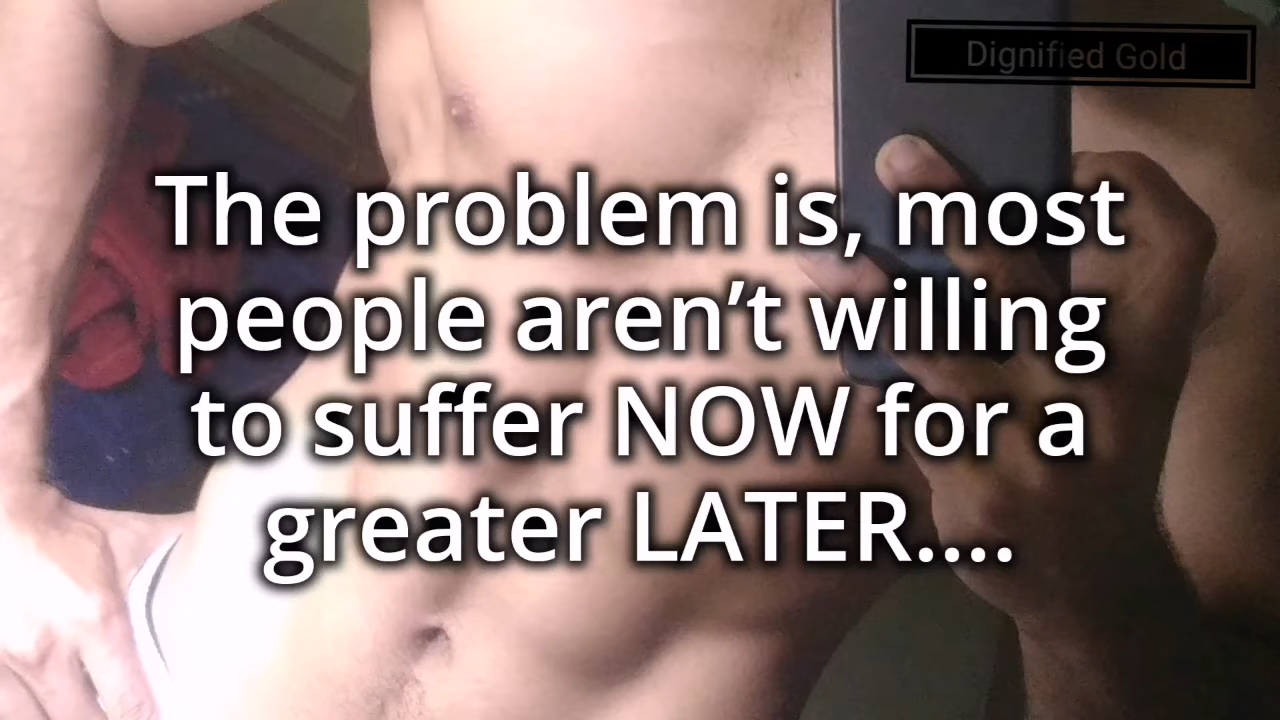 Dignified Gold
The problem is, most
people aren’t willing
to suffer NOW for a
greater LATER....